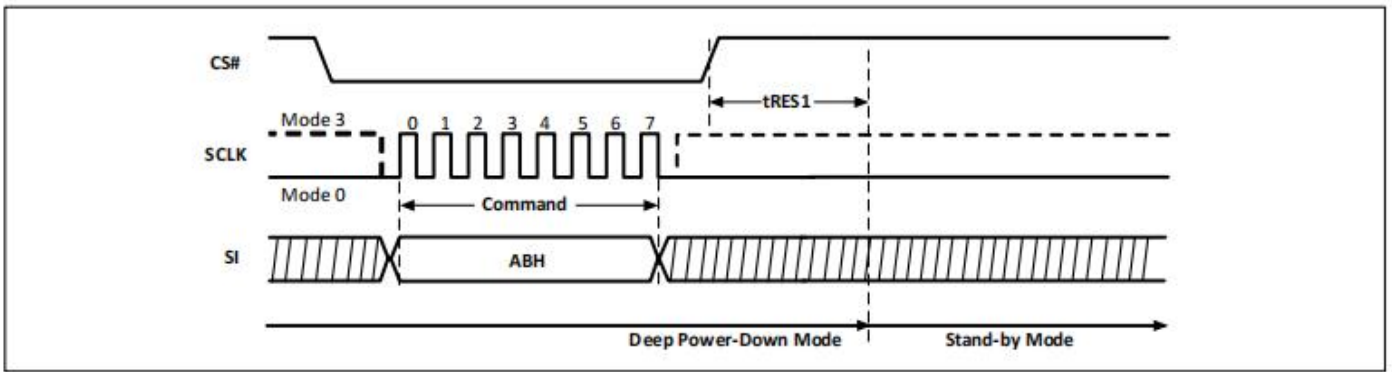 CS#
tRES1
Mode 3
0 1 2 3 4 5 6 7
SCLK
Mode 0
Command
SI
ABH
Deep Power-Down Mode
Stand-by Mode